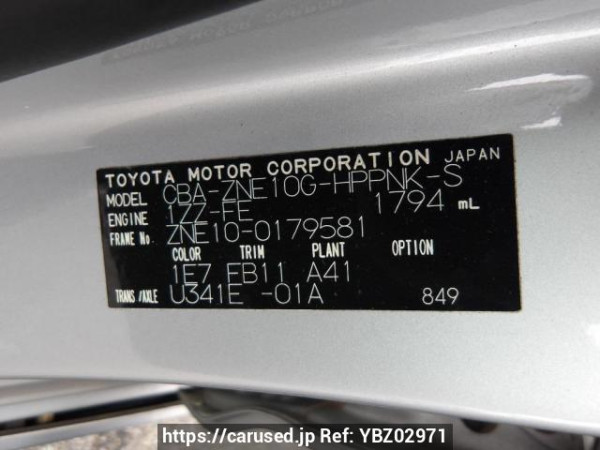 TOYOTA MOTOR CORPORATION JAPAN
MODEL CBA-ZNE10G-HPPNK-S
ENGINE 1ZZ-FE 1794 mL
FRAME No. ZNE10-0179581
COLOR TRIM PLANT OPTION
1E7 FB11 A41
TRANS/AXLE U341E -01A 849
https://carused.jp Ref: YBZ02971